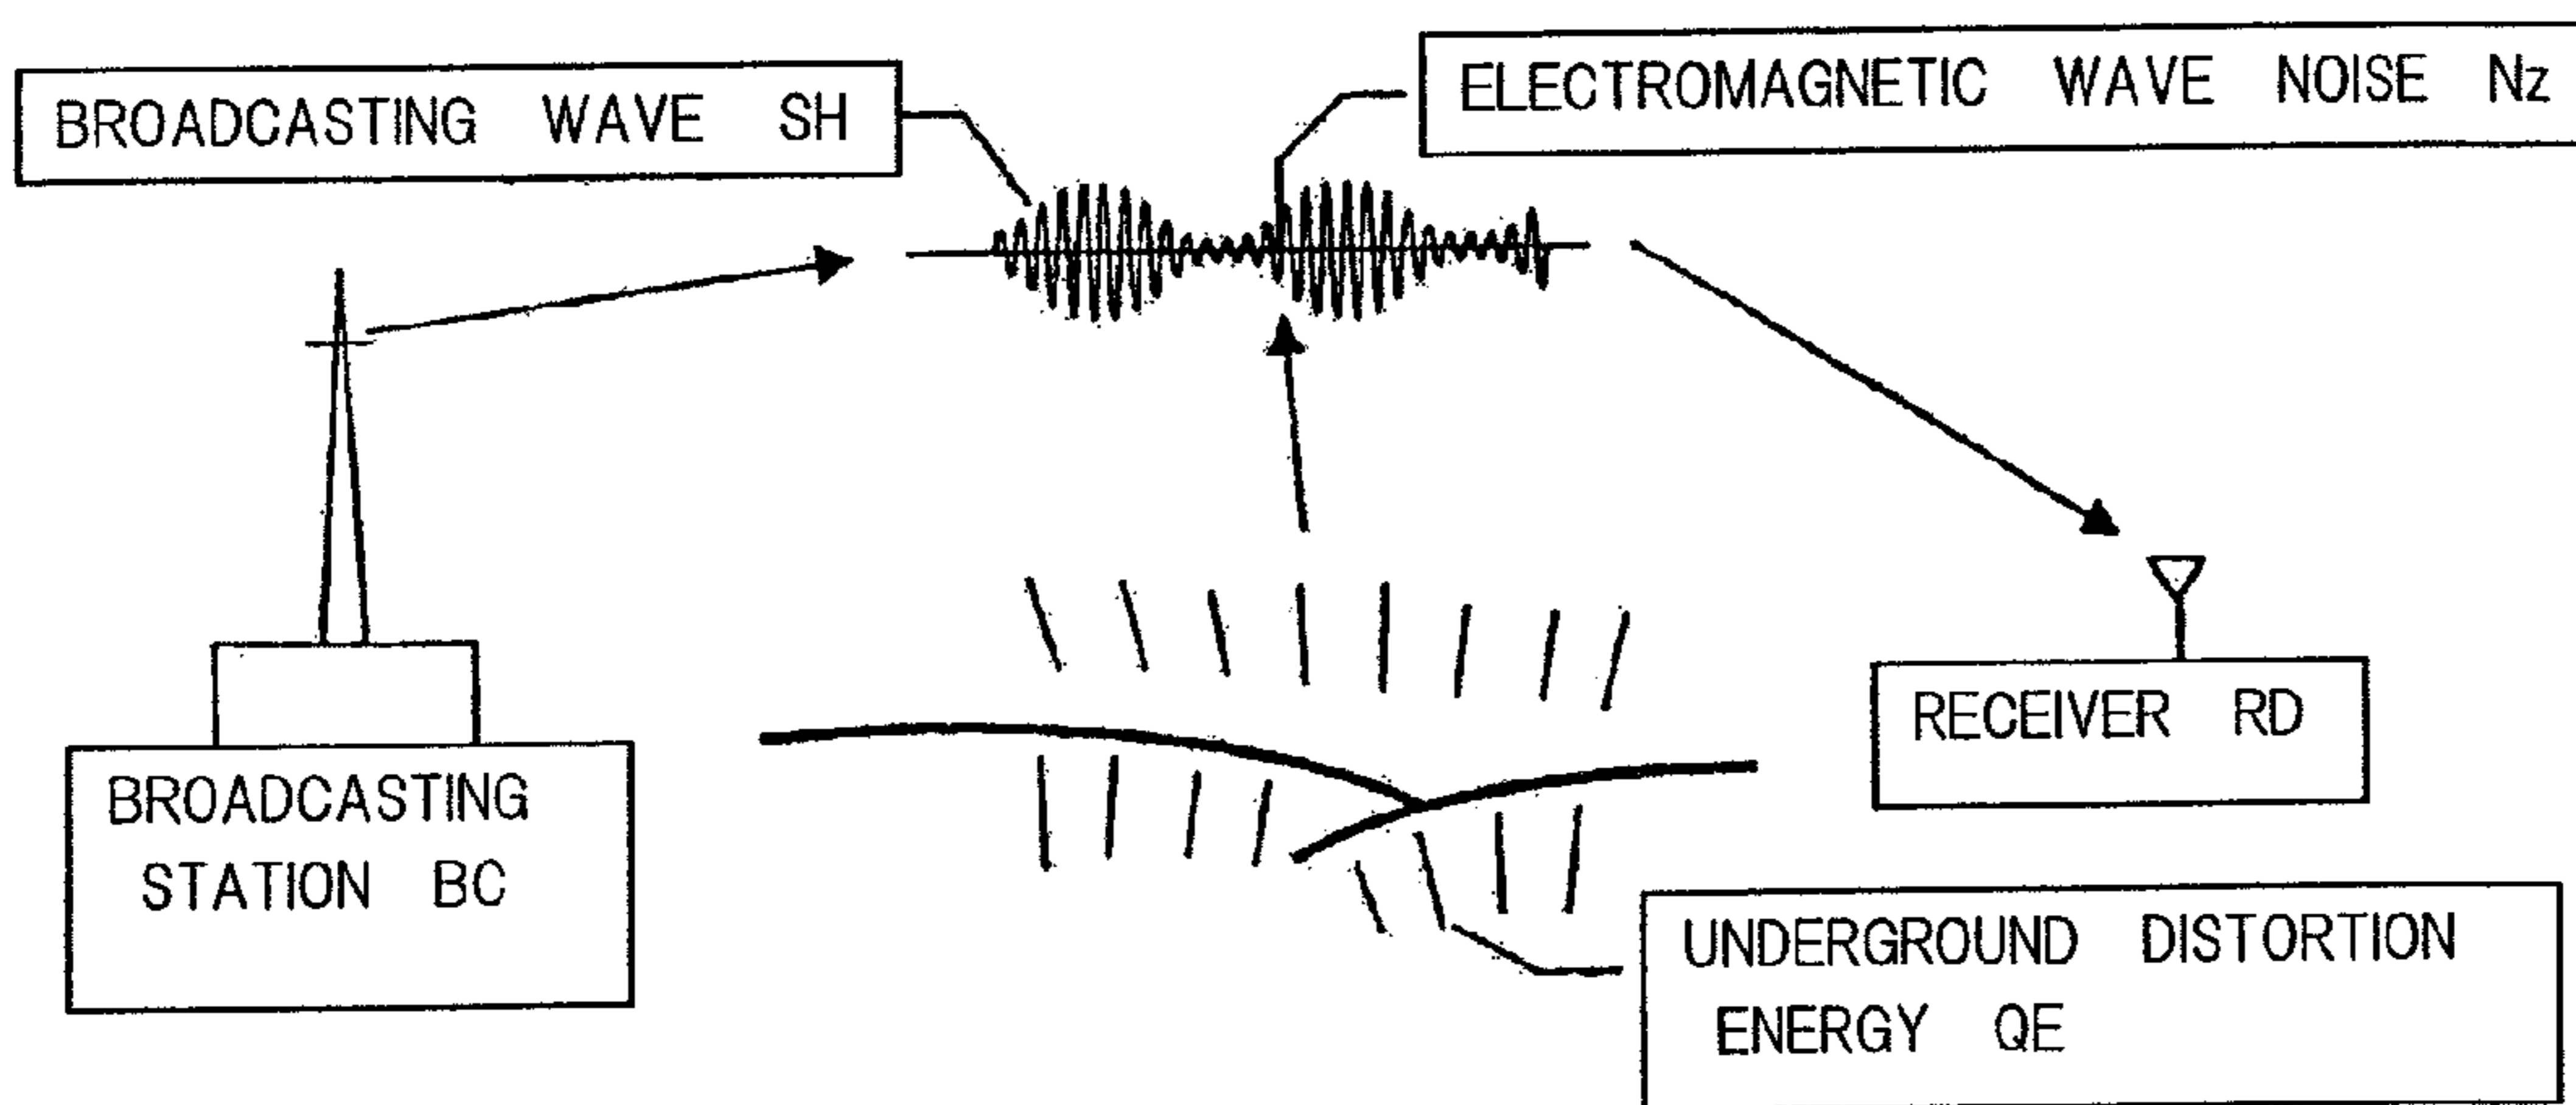 BROADCASTING WAVE SH
ELECTROMAGNETIC WAVE NOISE Nz
RECEIVER RD
BROADCASTING
STATION BC
UNDERGROUND DISTORTION
ENERGY QE